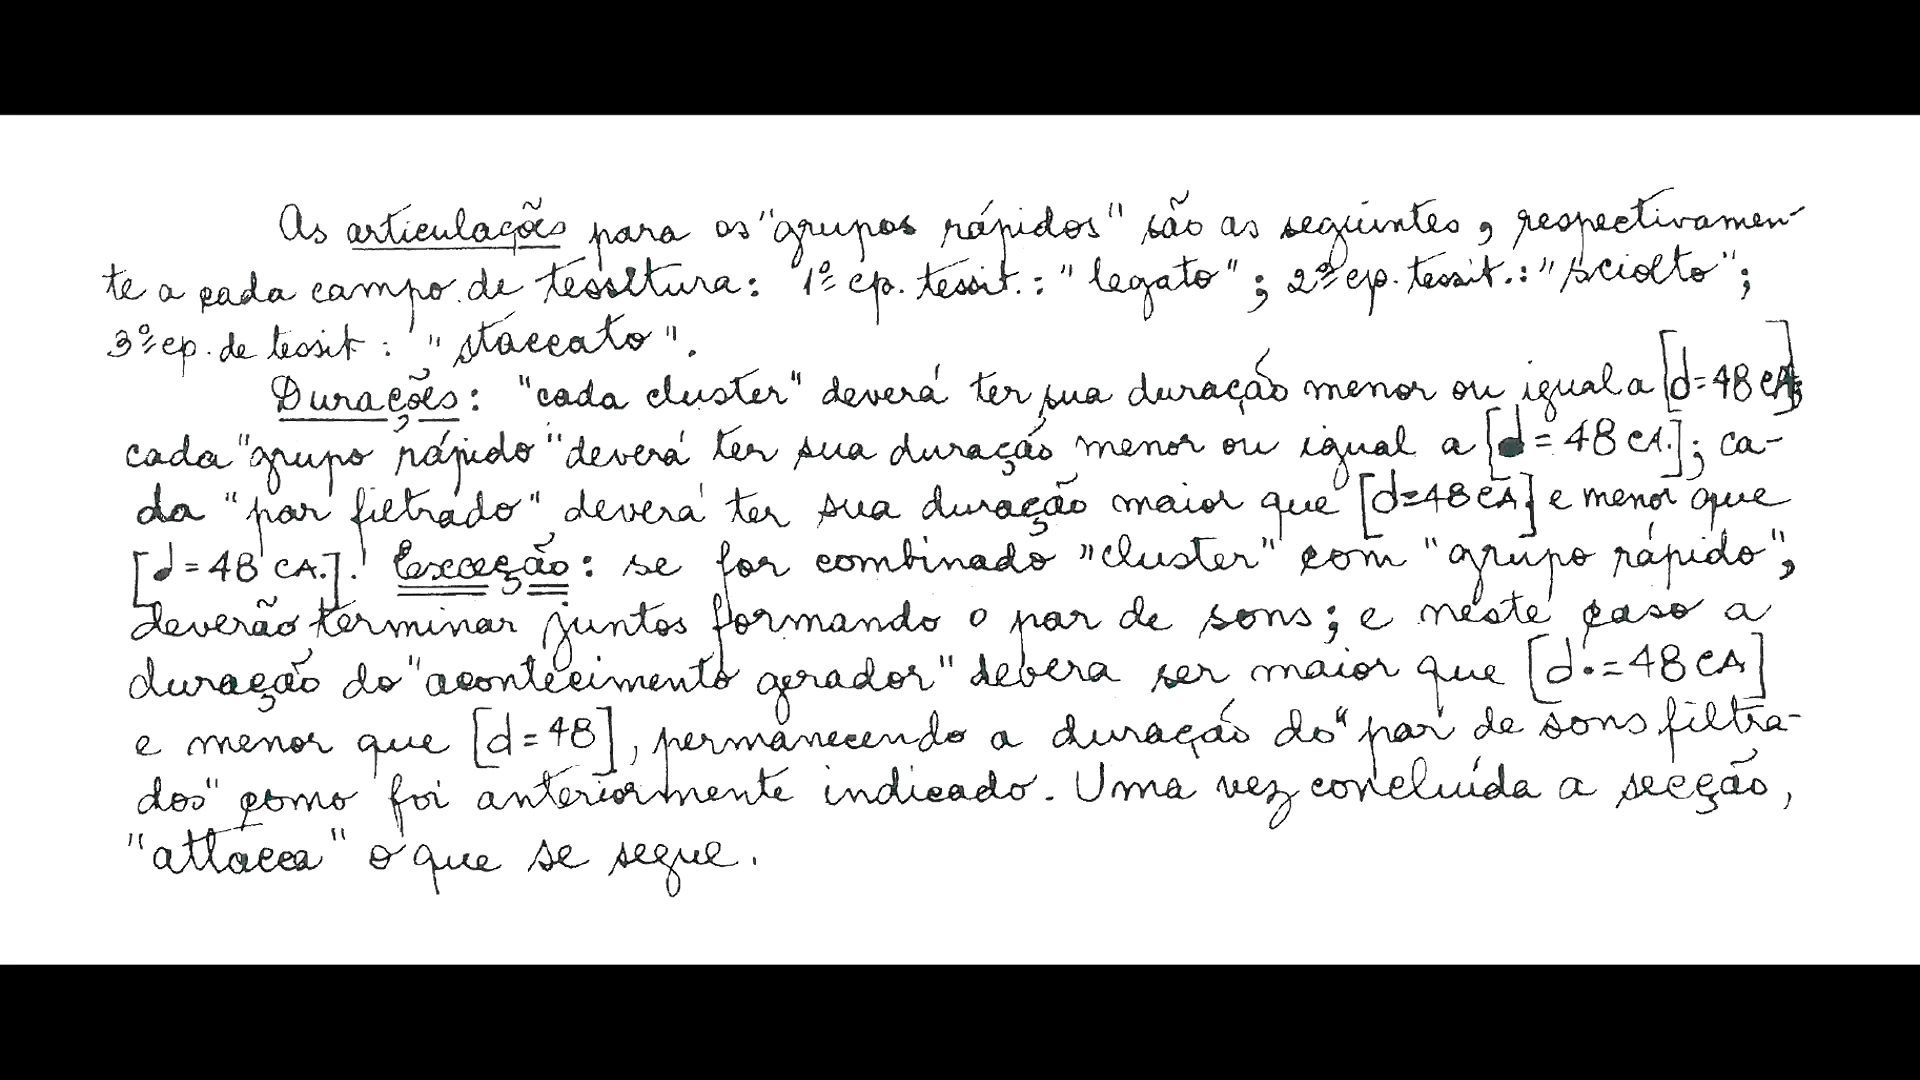 As articulações para os "grupos rápidos" são as seguintes, respectivamen-
te a cada campo de tessitura: 1º cp. tessit.: "legato"; 2º cp. tessit.: "sciolto";
3º cp. de tessit: "staccato".
Durações: "cada cluster" deverá ter sua duração menor ou igual a [𝅗𝅥=48 CA];
cada "grupo rápido" deverá ter sua duração menor ou igual a [♩=48 CA.]; ca-
da "par filtrado" deverá ter sua duração maior que [𝅗𝅥=48 CA] e menor que
[♩=48 CA.]. Exceção: se for combinado "cluster" com "grupo rápido",
deverão terminar juntos formando o par de sons; e neste caso a
duração do "acontecimento gerador" devera ser maior que [𝅗𝅥.=48 CA]
e menor que [𝅗𝅥=48], permanecendo a duração do "par de sons filtra-
dos" como foi anteriormente indicado. Uma vez concluída a secção,
"attacca" o que se segue.